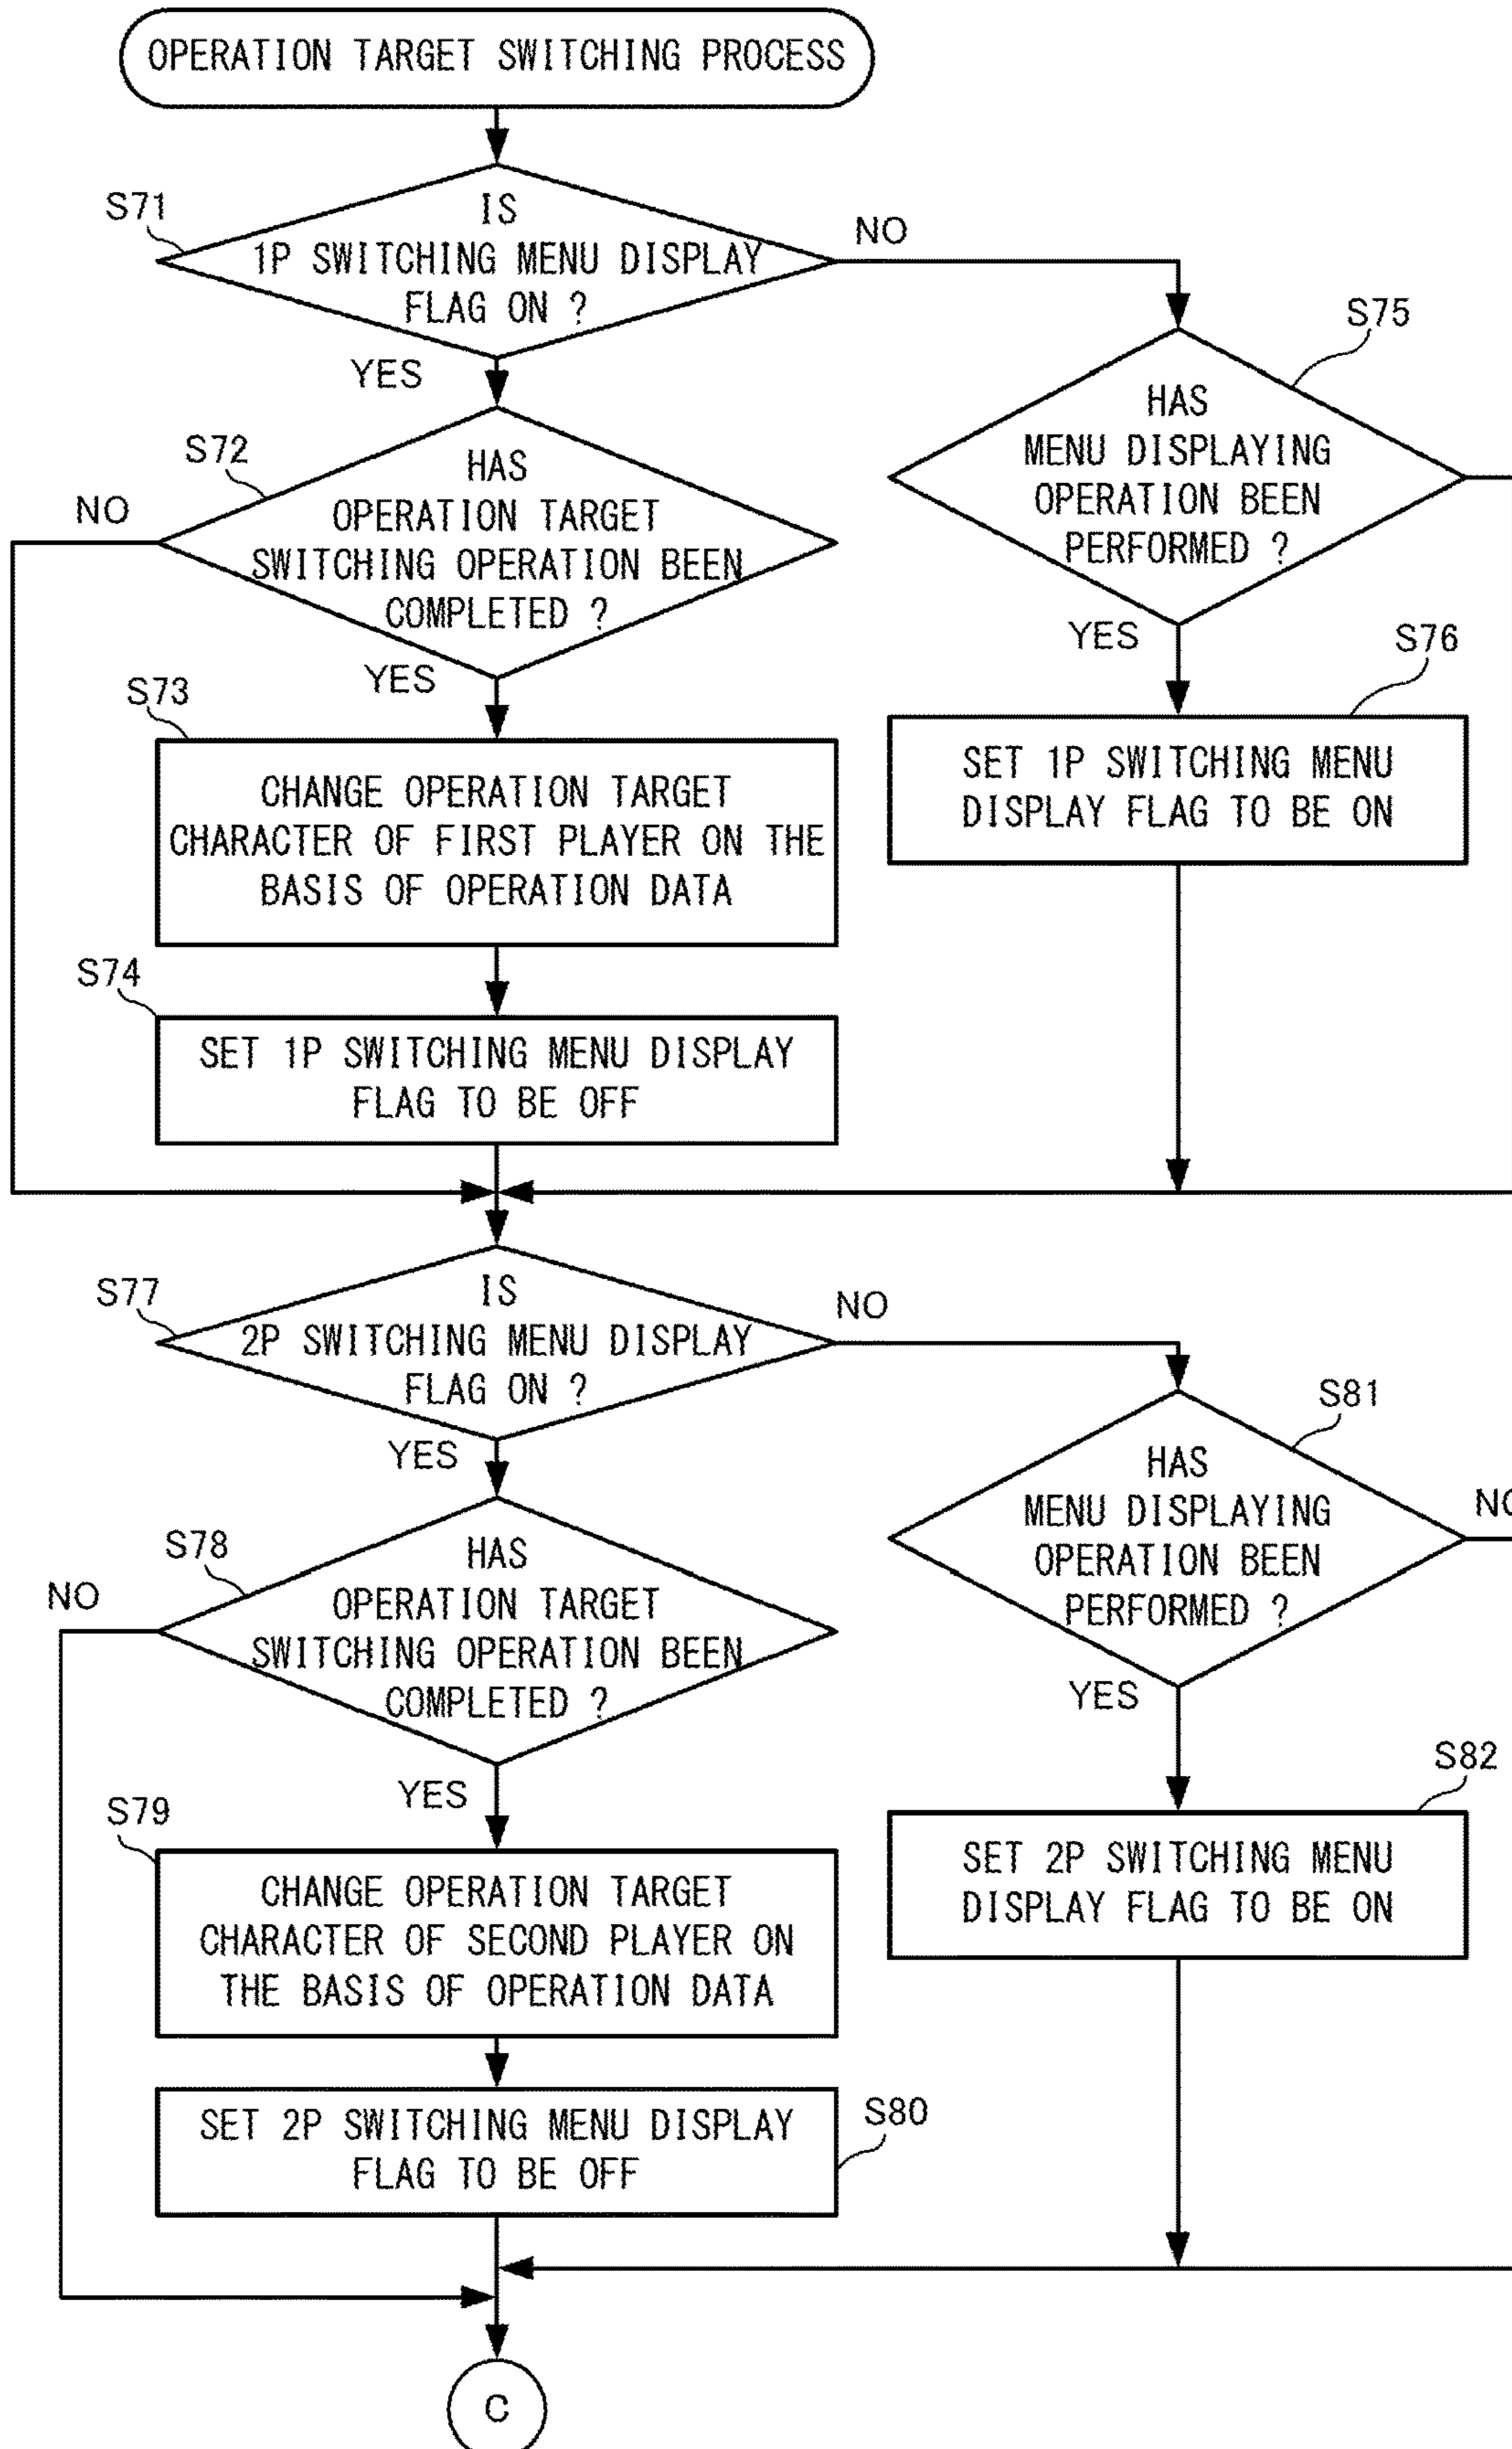 OPERATION TARGET SWITCHING PROCESS
S71
IS
1P SWITCHING MENU DISPLAY
FLAG ON ?
NO
YES
S75
HAS
MENU DISPLAYING
OPERATION BEEN
PERFORMED ?
YES
S72
HAS
OPERATION TARGET
SWITCHING OPERATION BEEN
COMPLETED ?
NO
YES
S76
SET 1P SWITCHING MENU
DISPLAY FLAG TO BE ON
S73
CHANGE OPERATION TARGET
CHARACTER OF FIRST PLAYER ON THE
BASIS OF OPERATION DATA
S74
SET 1P SWITCHING MENU DISPLAY
FLAG TO BE OFF
S77
IS
2P SWITCHING MENU DISPLAY
FLAG ON ?
NO
YES
S81
HAS
MENU DISPLAYING
OPERATION BEEN
PERFORMED ?
NO
YES
S78
HAS
OPERATION TARGET
SWITCHING OPERATION BEEN
COMPLETED ?
NO
YES
S82
SET 2P SWITCHING MENU
DISPLAY FLAG TO BE ON
S79
CHANGE OPERATION TARGET
CHARACTER OF SECOND PLAYER ON
THE BASIS OF OPERATION DATA
S80
SET 2P SWITCHING MENU DISPLAY
FLAG TO BE OFF
C